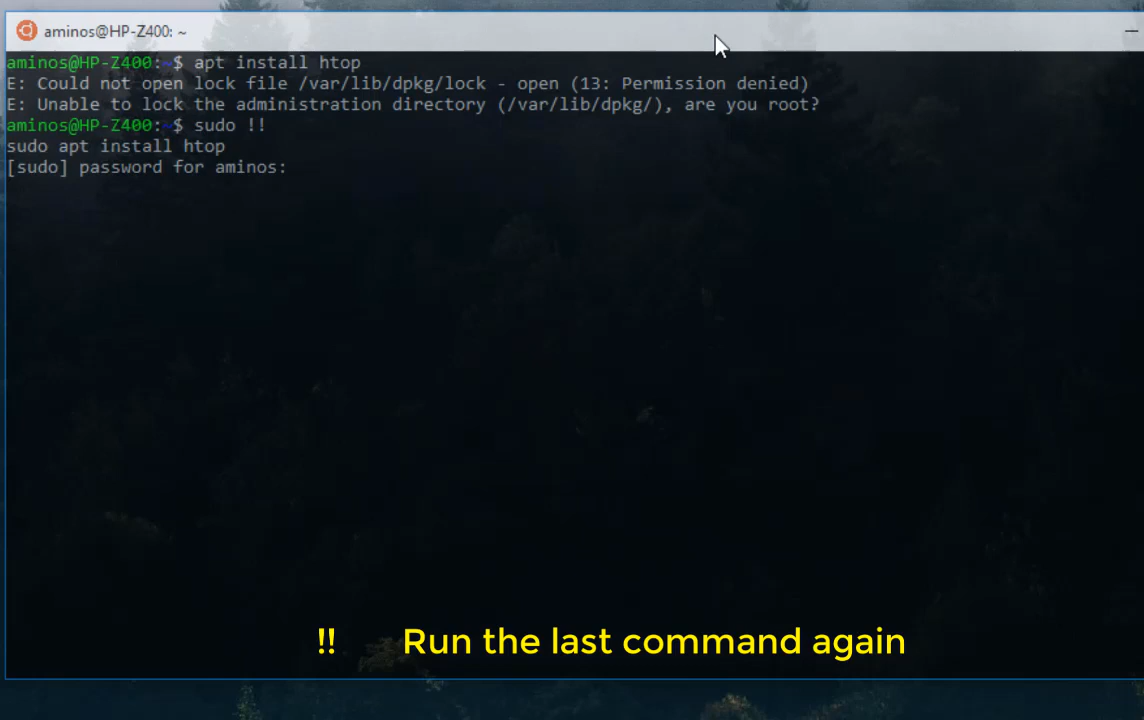 aminos@HP-Z400: ~
aminos@HP-Z400:~$ apt install htop
E: Could not open lock file /var/lib/dpkg/lock - open (13: Permission denied)
E: Unable to lock the administration directory (/var/lib/dpkg/), are you root?
aminos@HP-Z400:~$ sudo !!
sudo apt install htop
[sudo] password for aminos:
!! Run the last command again